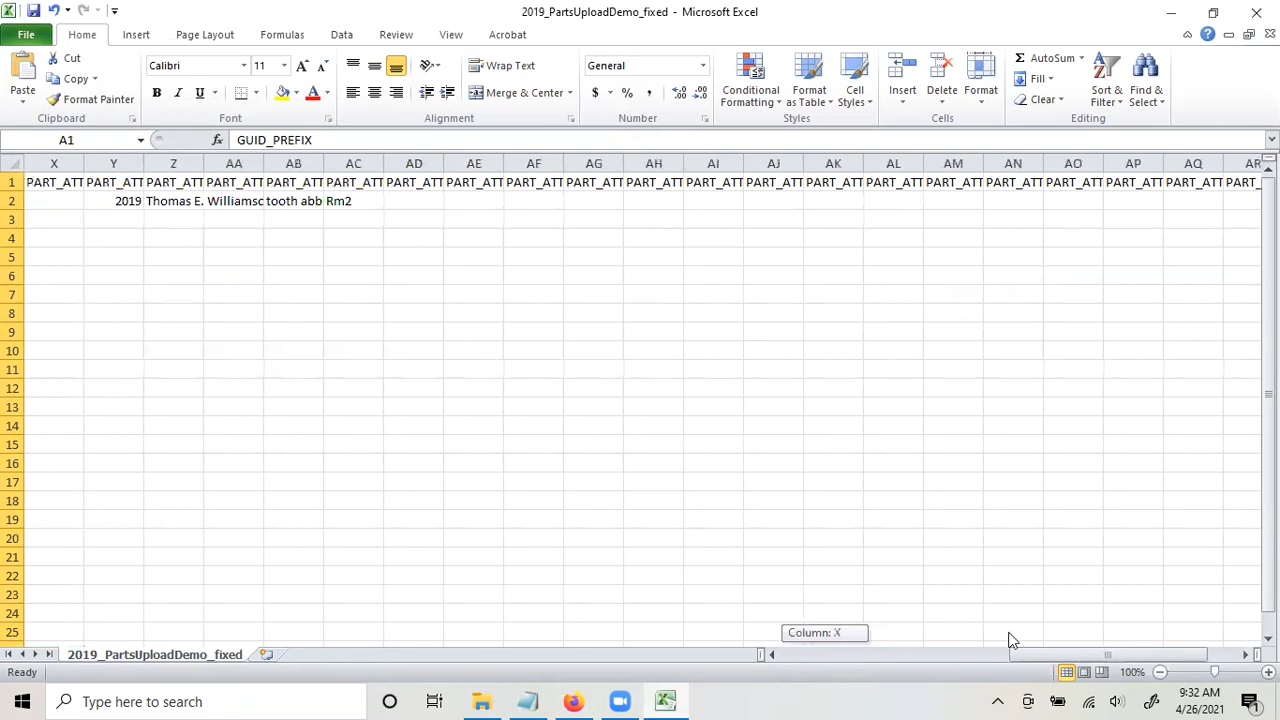 2019_PartsUploadDemo_fixed - Microsoft Excel
File Home Insert Page Layout Formulas Data Review View Acrobat
Cut Calibri 11 Wrap Text General AutoSum
Copy Fill
Paste Format Painter B I U Merge & Center $ % , Conditional Formatting Format as Table Cell Styles Insert Delete Format Clear Sort & Filter Find & Select
Clipboard Font Alignment Number Styles Cells Editing
A1 fx GUID_PREFIX
X Y Z AA AB AC AD AE AF AG AH AI AJ AK AL AM AN AO AP AQ AR
1 PART_ATT PART_ATT PART_ATT PART_ATT PART_ATT PART_ATT PART_ATT PART_ATT PART_ATT PART_ATT PART_ATT PART_ATT PART_ATT PART_ATT PART_ATT PART_ATT PART_ATT PART_ATT PART_ATT PART_ATT PART_
2 2019 Thomas E. Williamsc tooth abb Rm2
3
4
5
6
7
8
9
10
11
12
13
14
15
16
17
18
19
20
21
22
23
24
25
Column: X
2019_PartsUploadDemo_fixed
Ready 100%
Type here to search
9:32 AM
4/26/2021
1